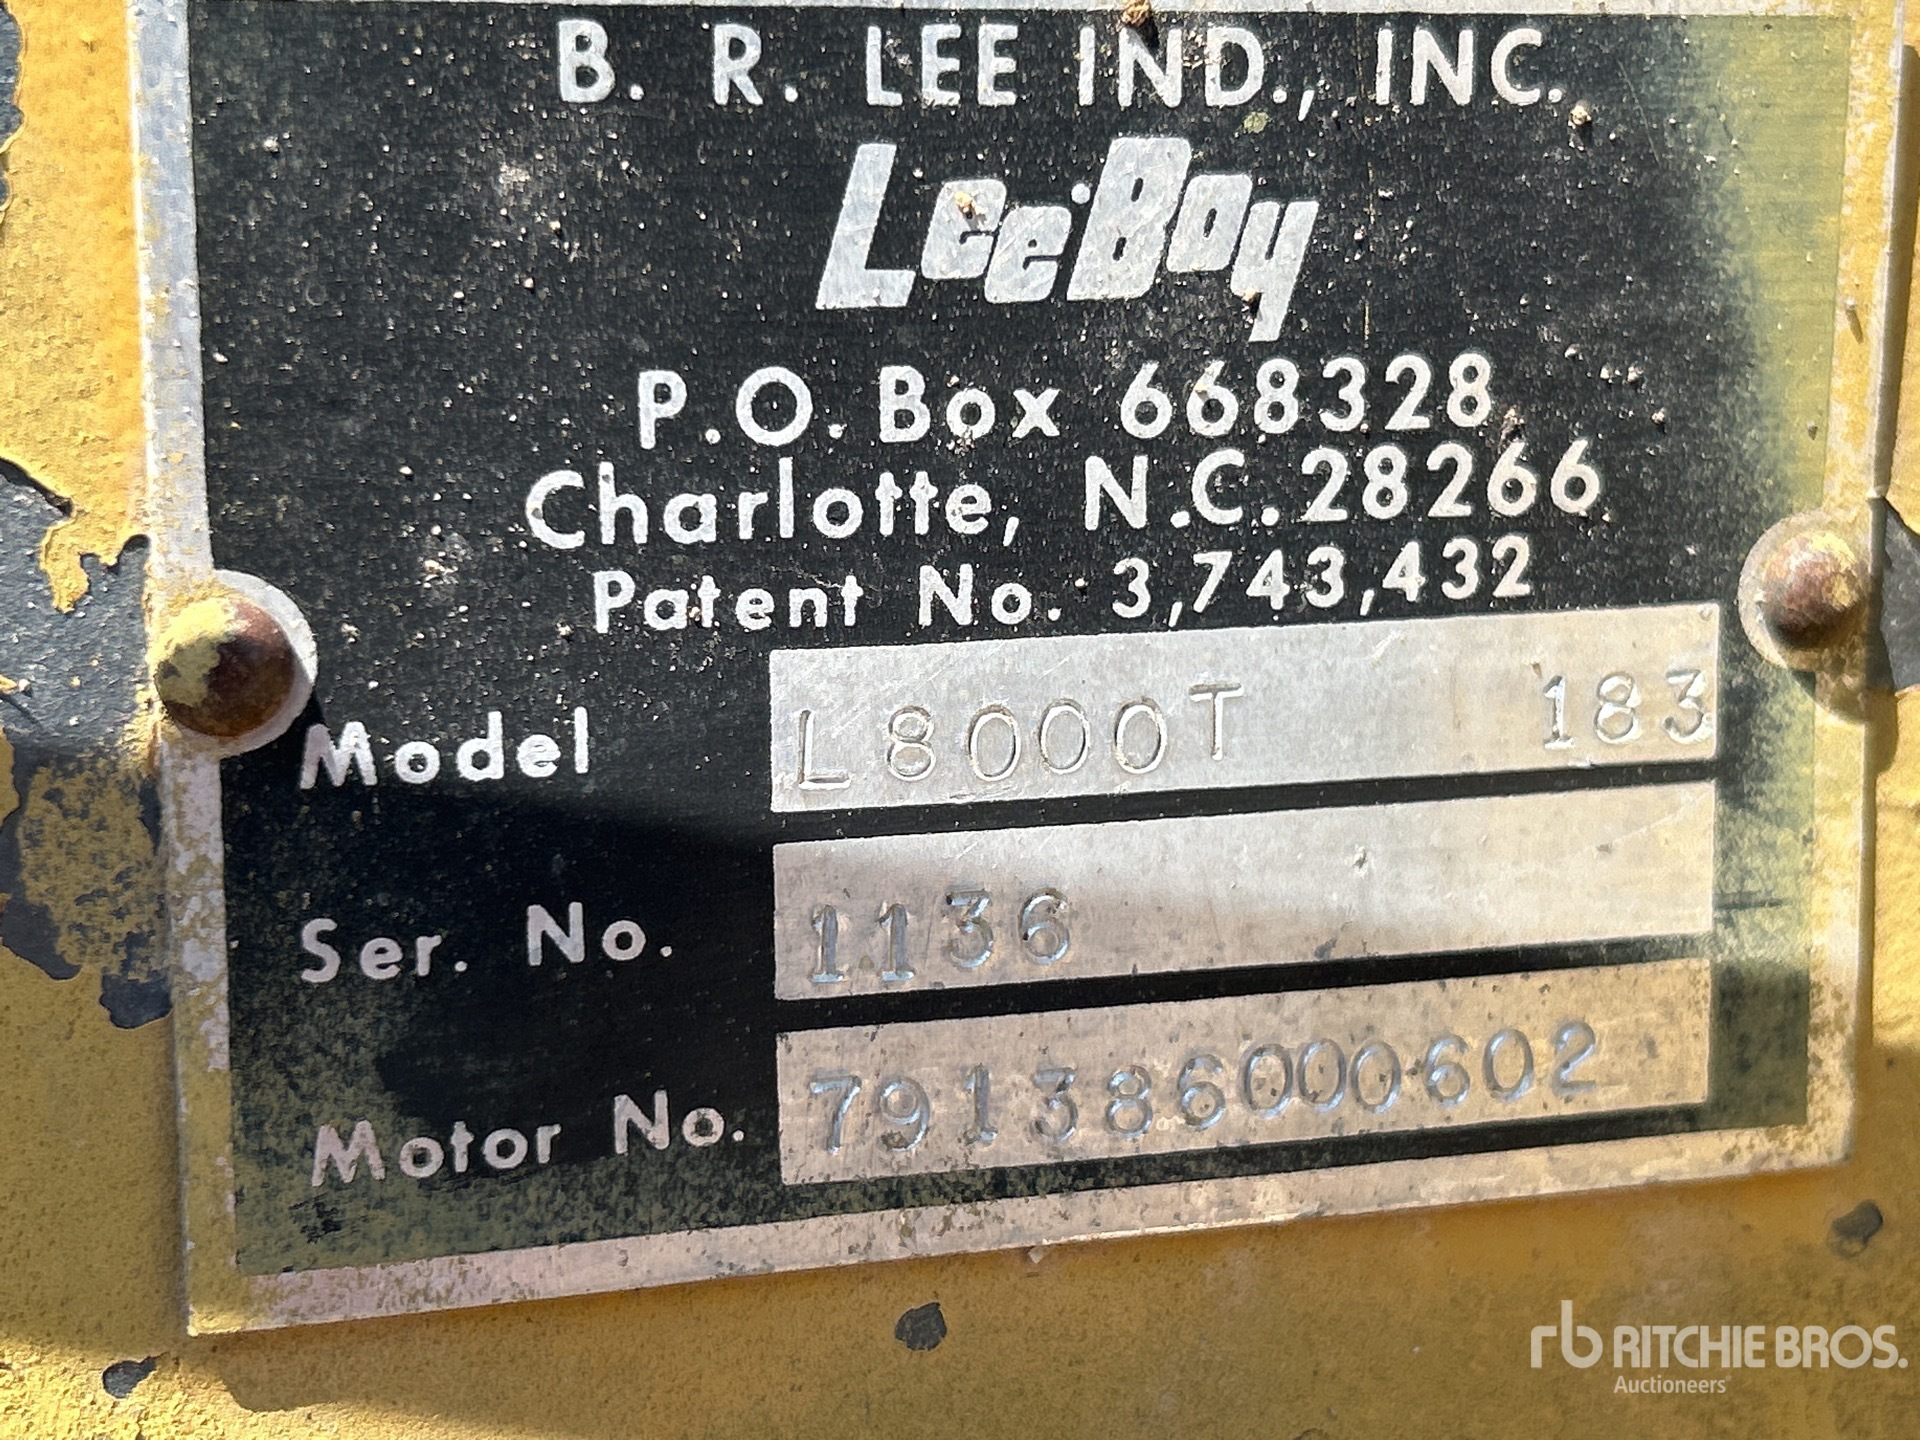 B. R. LEE IND., INC.
LeeBoy
P.O. Box 668328
Charlotte, N.C. 28266
Patent No. 3,743,432
Model L8000T 183
Ser. No. 1136
Motor No. 791386000602
rb RITCHIE BROS.
Auctioneers